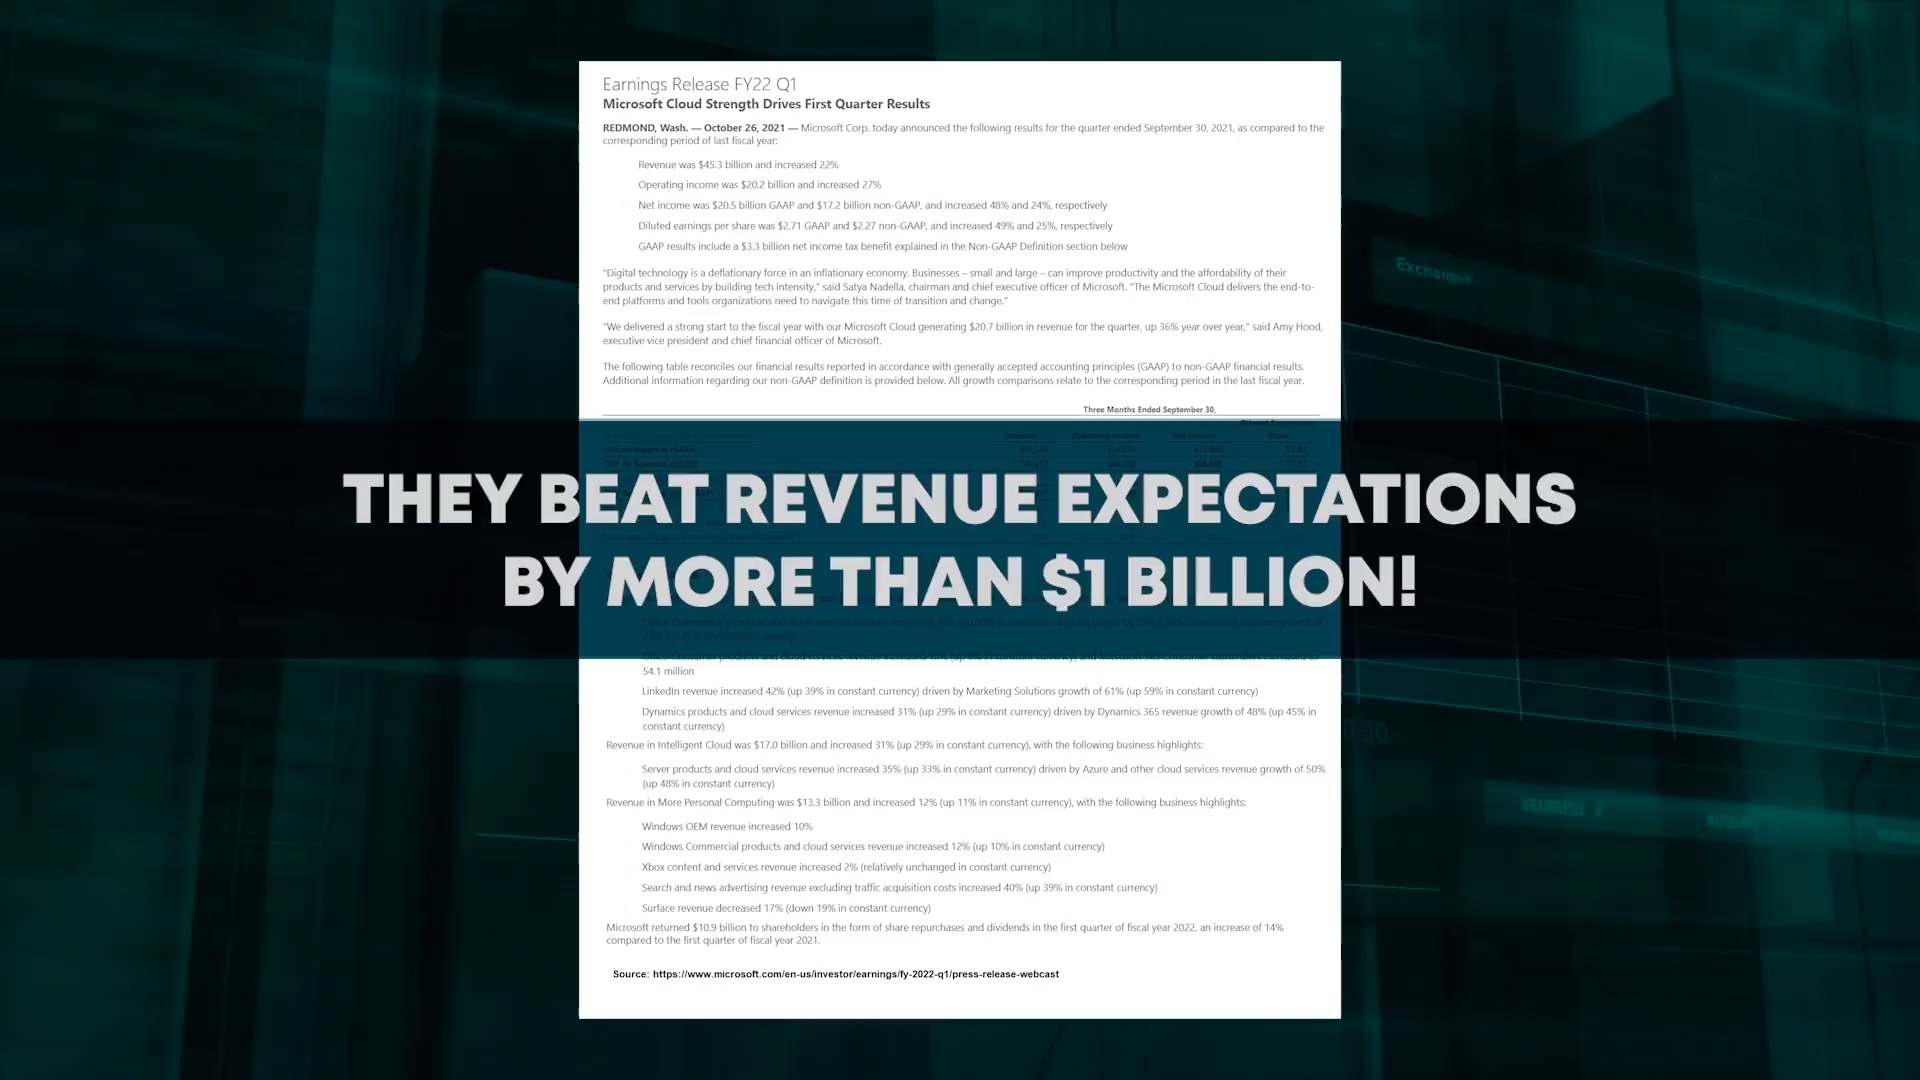 Earnings Release FY22 Q1
Microsoft Cloud Strength Drives First Quarter Results
REDMOND, Wash. — October 26, 2021 — Microsoft Corp. today announced the following results for the quarter ended September 30, 2021, as compared to the
corresponding period of last fiscal year:
Revenue was $45.3 billion and increased 22%
Operating income was $20.2 billion and increased 27%
Net income was $20.5 billion GAAP and $17.2 billion non-GAAP, and increased 48% and 24%, respectively
Diluted earnings per share was $2.71 GAAP and $2.27 non-GAAP, and increased 49% and 25%, respectively
GAAP results include a $3.3 billion net income tax benefit explained in the Non-GAAP Definition section below
"Digital technology is a deflationary force in an inflationary economy. Businesses – small and large – can improve productivity and the affordability of their
products and services by building tech intensity," said Satya Nadella, chairman and chief executive officer of Microsoft. "The Microsoft Cloud delivers the end-to-
end platforms and tools organizations need to navigate this time of transition and change."
"We delivered a strong start to the fiscal year with our Microsoft Cloud generating $20.7 billion in revenue for the quarter, up 36% year over year," said Amy Hood,
executive vice president and chief financial officer of Microsoft.
The following table reconciles our financial results reported in accordance with generally accepted accounting principles (GAAP) to non-GAAP financial results.
Additional information regarding our non-GAAP definition is provided below. All growth comparisons relate to the corresponding period in the last fiscal year.
Three Months Ended September 30,
Revenue Operating Income Net Income Share
THEY BEAT REVENUE EXPECTATIONS
BY MORE THAN $1 BILLION!
54.1 million
LinkedIn revenue increased 42% (up 39% in constant currency) driven by Marketing Solutions growth of 61% (up 59% in constant currency)
Dynamics products and cloud services revenue increased 31% (up 29% in constant currency) driven by Dynamics 365 revenue growth of 48% (up 45% in
constant currency)
Revenue in Intelligent Cloud was $17.0 billion and increased 31% (up 29% in constant currency), with the following business highlights:
Server products and cloud services revenue increased 35% (up 33% in constant currency) driven by Azure and other cloud services revenue growth of 50%
(up 48% in constant currency)
Revenue in More Personal Computing was $13.3 billion and increased 12% (up 11% in constant currency), with the following business highlights:
Windows OEM revenue increased 10%
Windows Commercial products and cloud services revenue increased 12% (up 10% in constant currency)
Xbox content and services revenue increased 2% (relatively unchanged in constant currency)
Search and news advertising revenue excluding traffic acquisition costs increased 40% (up 39% in constant currency)
Surface revenue decreased 17% (down 19% in constant currency)
Microsoft returned $10.9 billion to shareholders in the form of share repurchases and dividends in the first quarter of fiscal year 2022, an increase of 14%
compared to the first quarter of fiscal year 2021.
Source: https://www.microsoft.com/en-us/investor/earnings/fy-2022-q1/press-release-webcast
Exchange
#EURUSD